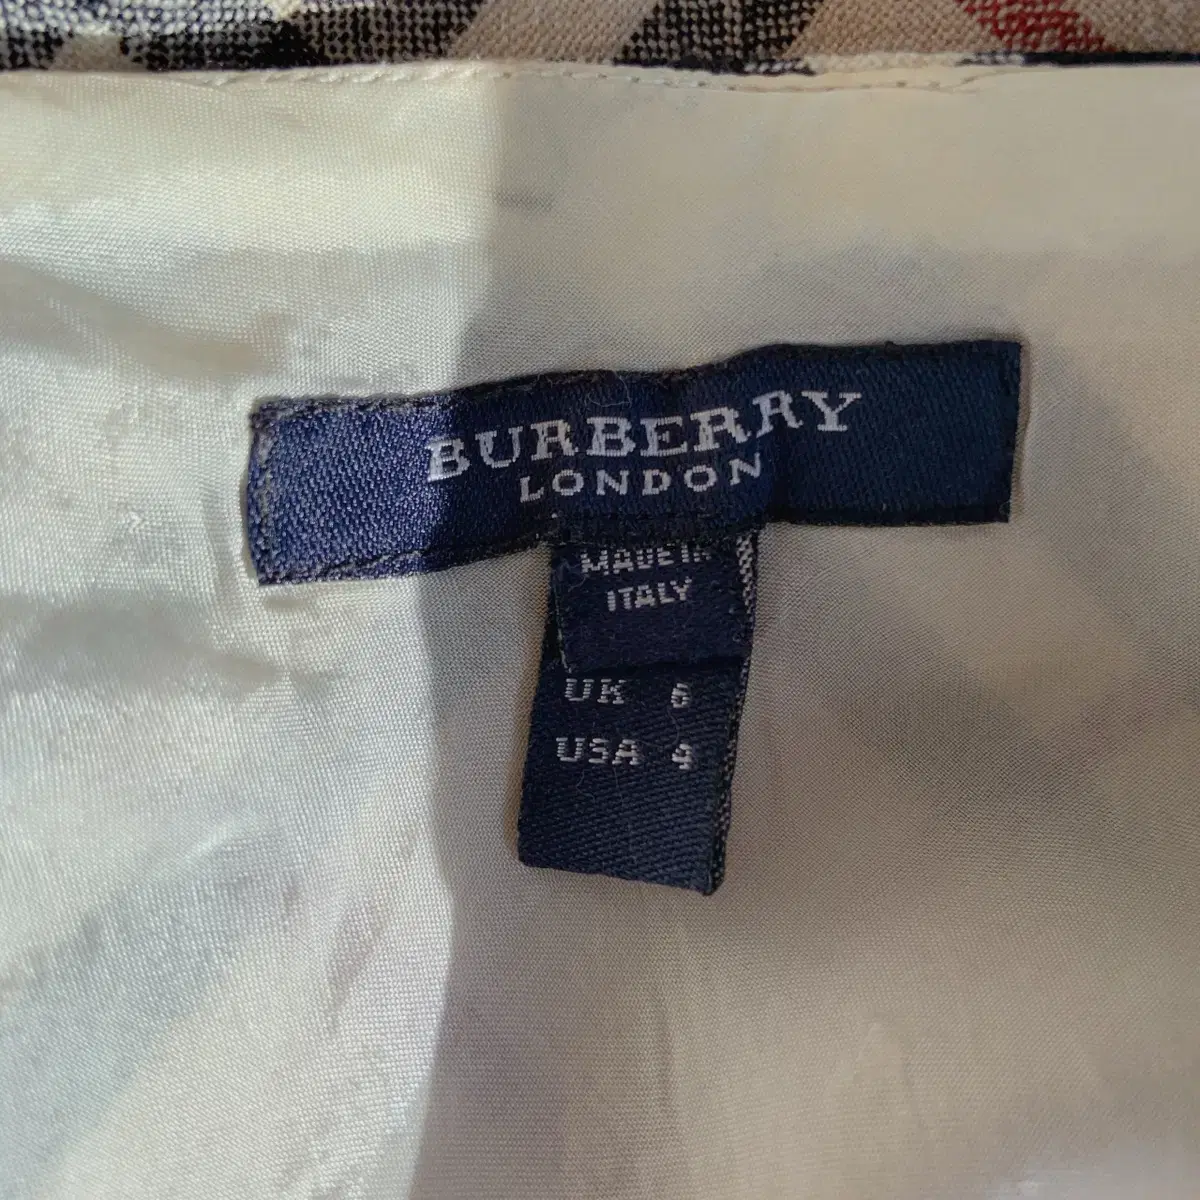 BURBERRY
LONDON
MADE IN
ITALY
UK 6
USA 4